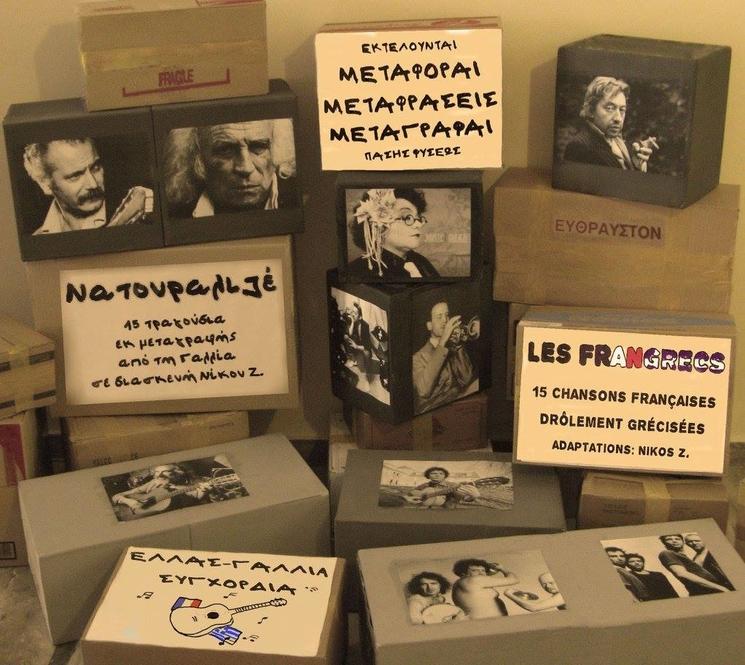 FRAGILE
ΕΚΤΕΛΟΥΝΤΑΙ
ΜΕΤΑΦΟΡΑΙ
ΜΕΤΑΦΡΑΣΕΙΣ
ΜΕΤΑΓΡΑΦΑΙ
ΠΑΣΗΣ ΦΥΣΕΩΣ
ΕΥΘΡΑΥΣΤΟΝ
Νατουραλιζέ
15 τραγούδια
εκ μεταγραφής
από τη Γαλλία
σε διασκευή Νίκου Ζ.
LES FRANGRECS
15 CHANSONS FRANÇAISES
DRÔLEMENT GRÉCISÉES
ADAPTATIONS: NIKOS Z.
ΕΛΛΑΣ-ΓΑΛΛΙΑ
ΣΥΓΧΟΡΔΙΑ